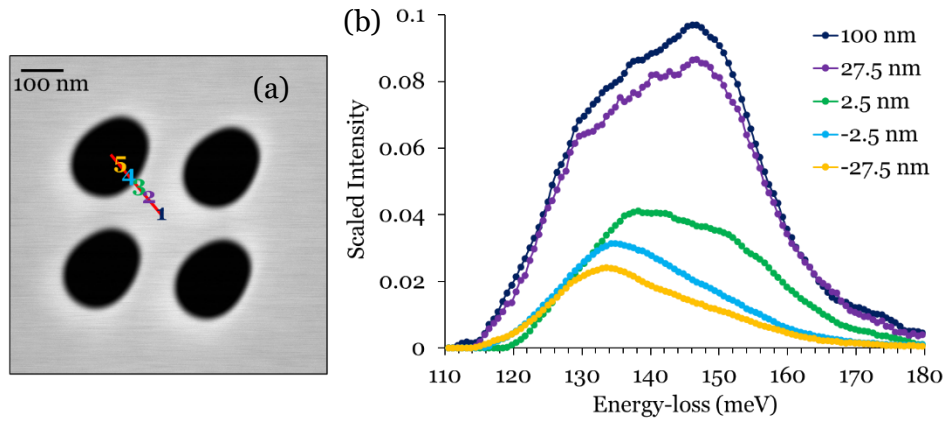 (a)
100 nm
5
4
3
2
1
(b)
Scaled Intensity
0.1
0.08
0.06
0.04
0.02
0
110
120
130
140
150
160
170
180
Energy-loss (meV)
100 nm
27.5 nm
2.5 nm
-2.5 nm
-27.5 nm